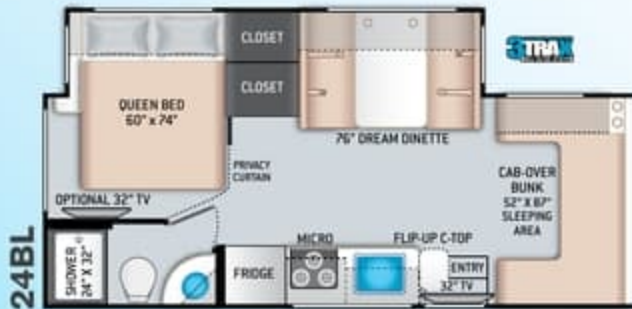 CLOSET
3TRAX
CLOSET
QUEEN BED
60" x 74"
76" DREAM DINETTE
PRIVACY
CURTAIN
CAB-OVER
BUNK
52" X 87"
SLEEPING
AREA
OPTIONAL 32" TV
24BL
SHOWER
24" X 32"
FRIDGE
MICRO
FLIP-UP C-TOP
ENTRY
32" TV